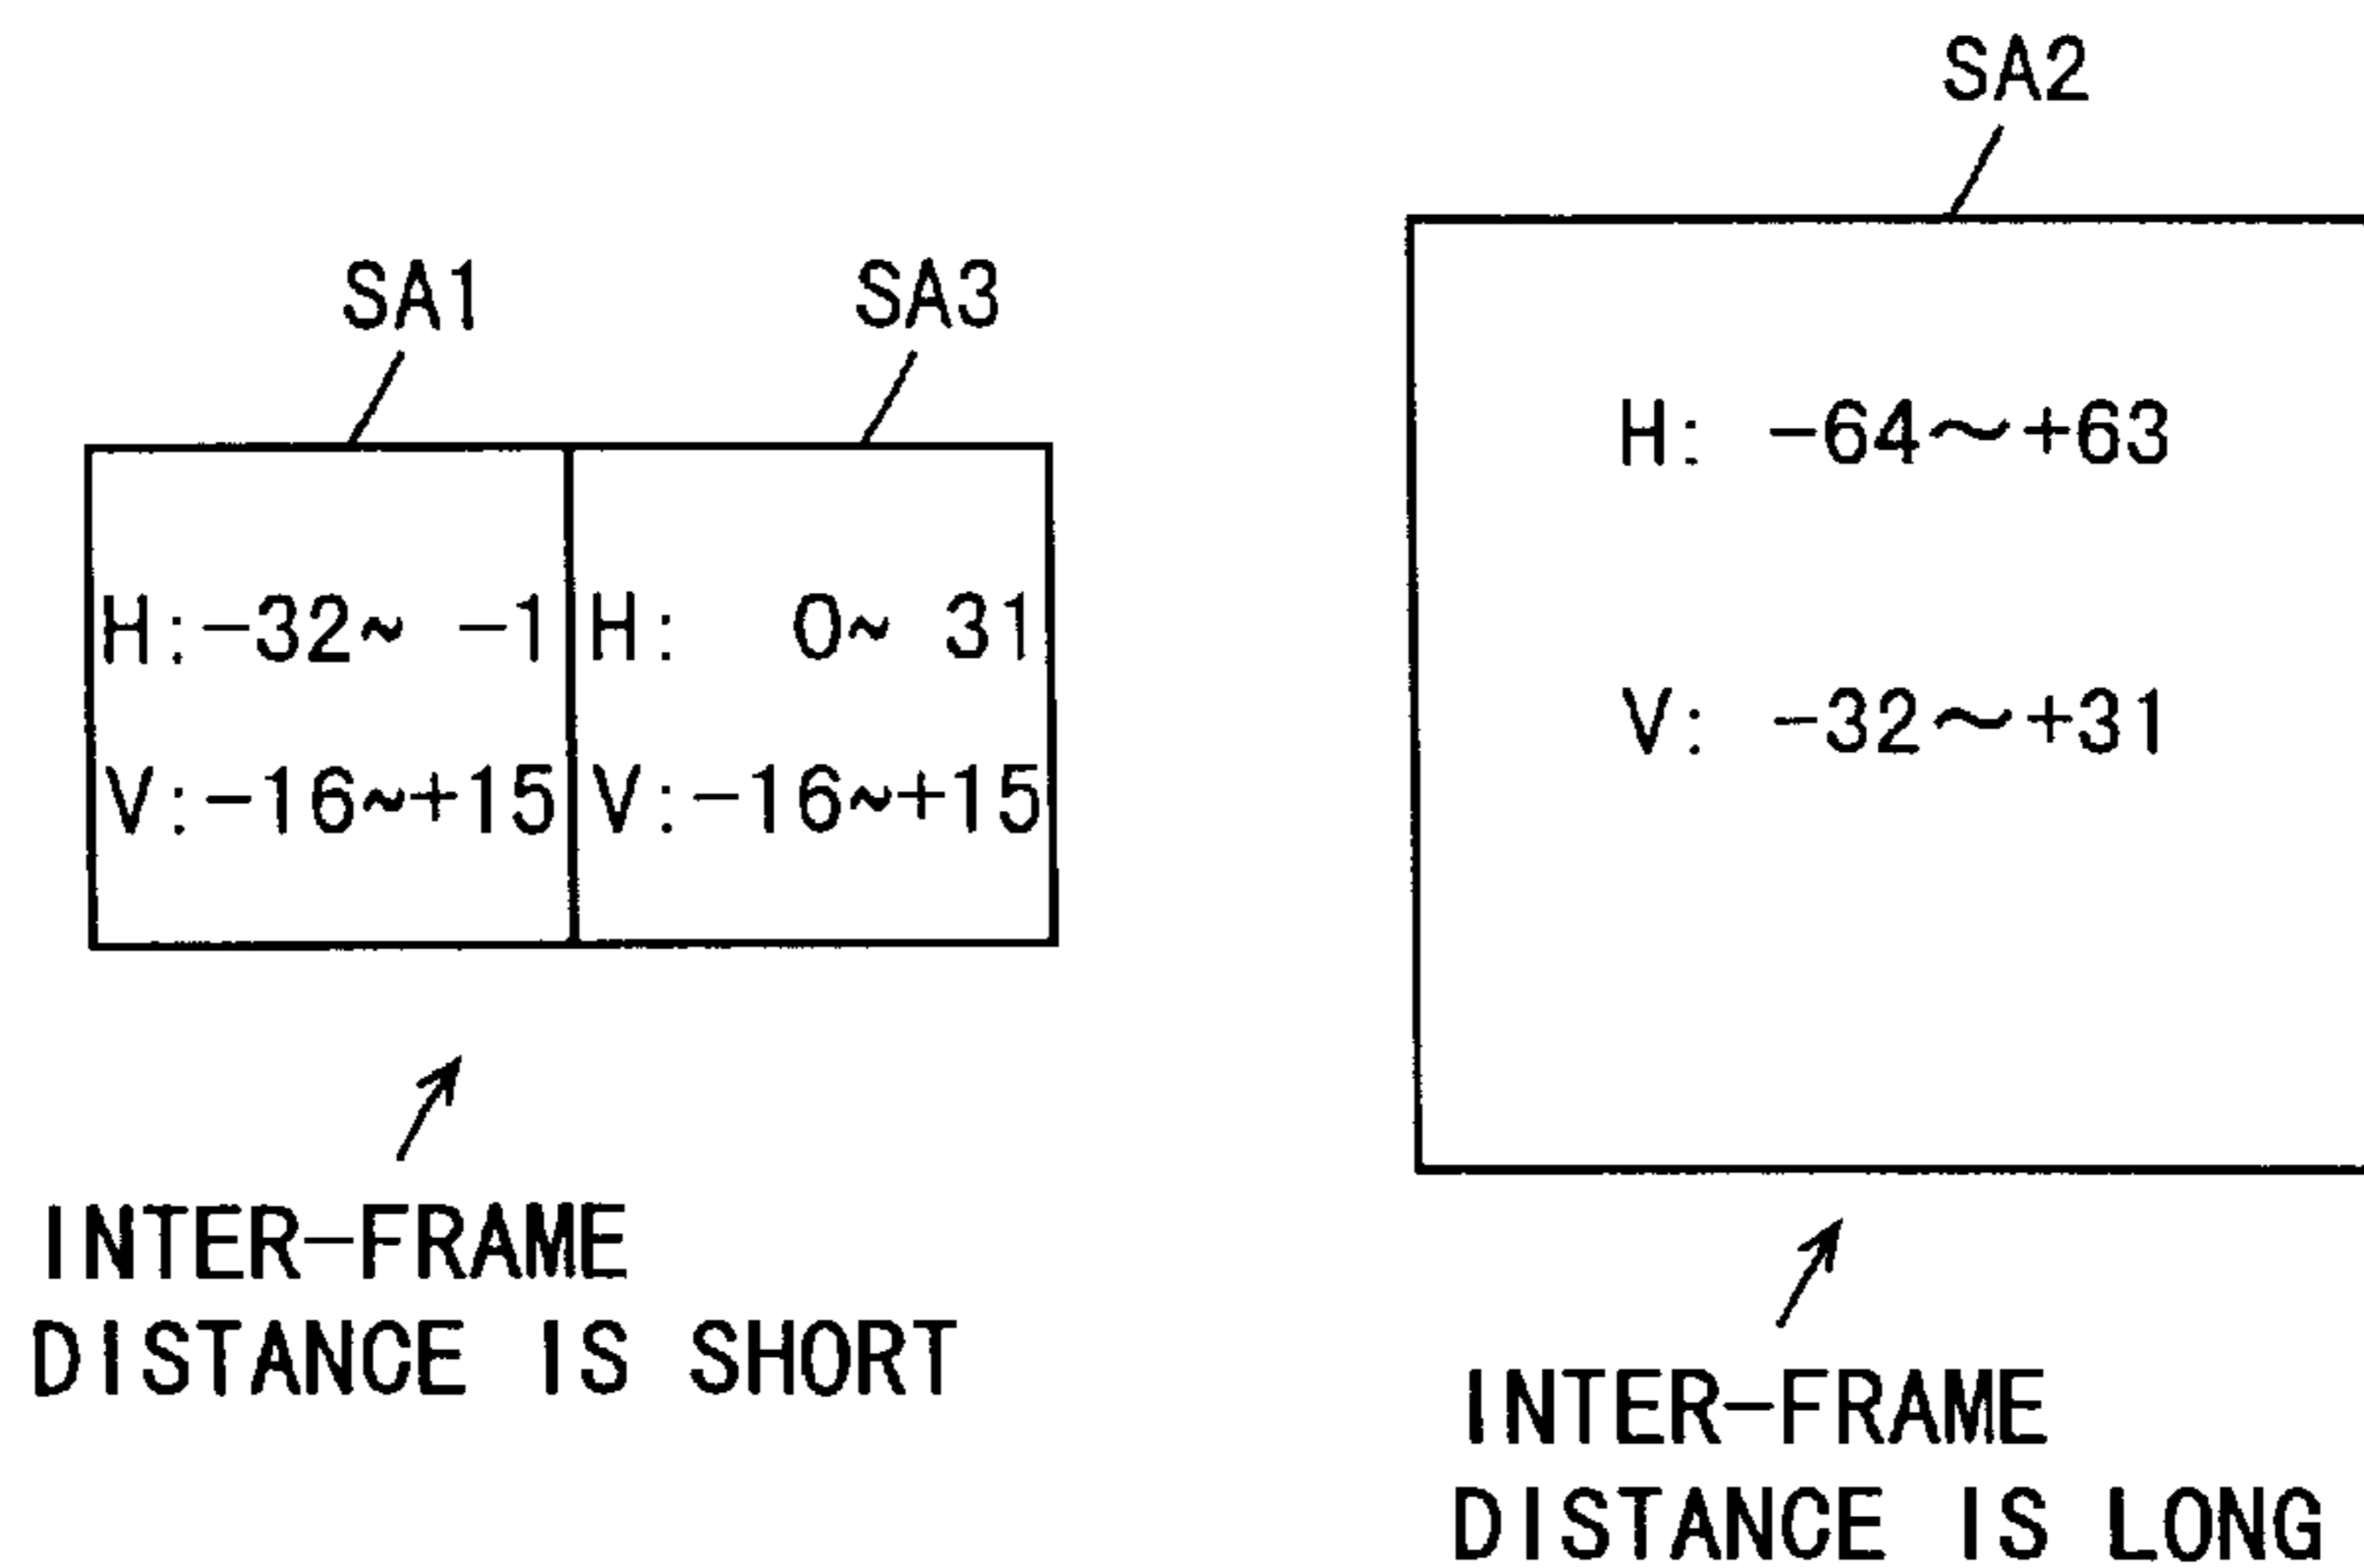 SA1
SA3
H:-32~ -1
H: 0~ 31
V:-16~+15
V:-16~+15
INTER-FRAME
DISTANCE IS SHORT
SA2
H: -64~+63
V: -32~+31
INTER-FRAME
DISTANCE IS LONG